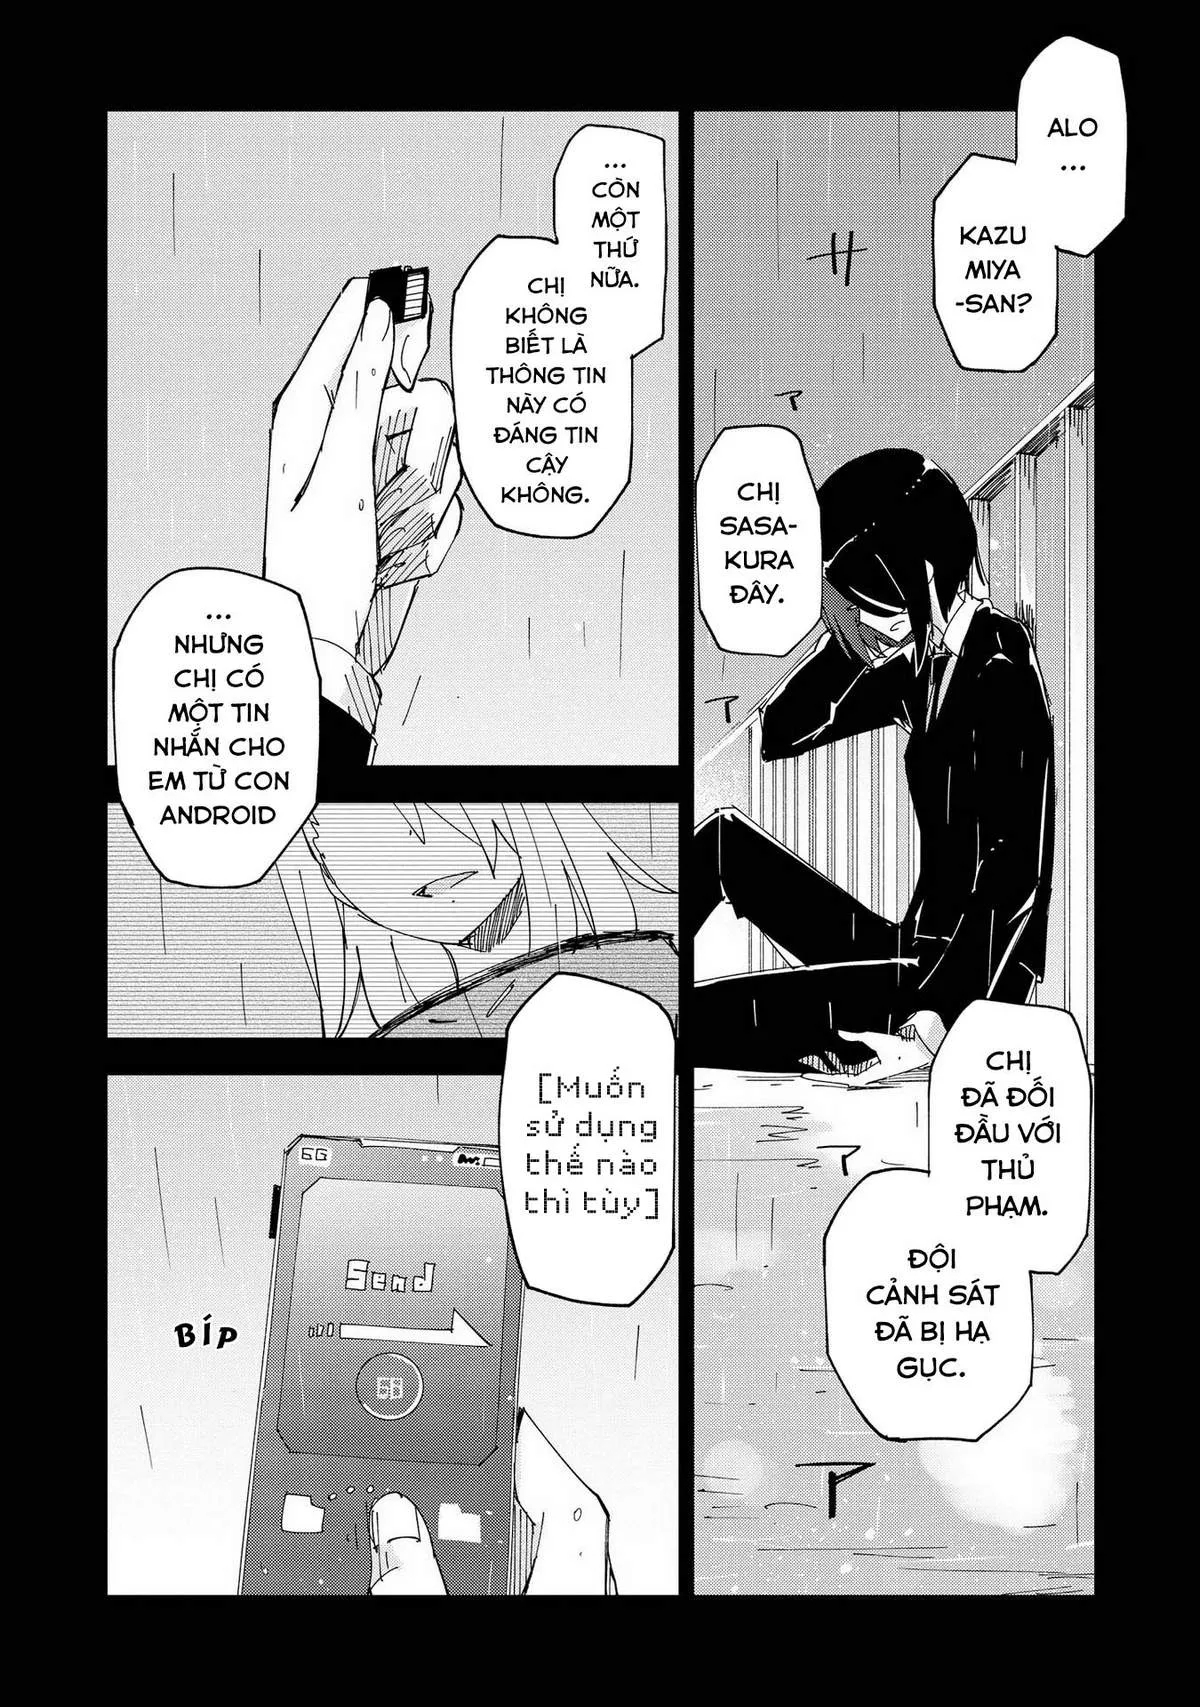 ALO
...
KAZU
MIYA
-SAN?
CHỊ
SASA-
KURA
ĐÂY.
CHỊ
ĐÃ ĐỐI
ĐẦU VỚI
THỦ
PHẠM.
ĐỘI
CẢNH SÁT
ĐÃ BỊ HẠ
GỤC.
...
CÒN
MỘT
THỨ
NỮA.
CHỊ
KHÔNG
BIẾT LÀ
THÔNG TIN
NÀY CÓ
ĐÁNG TIN
CẬY
KHÔNG.
...
NHƯNG
CHỊ CÓ
MỘT TIN
NHẮN CHO
EM TỪ CON
ANDROID
[Muốn
sử dụng
thế nào
thì tùy]
6G
Send
BÍP